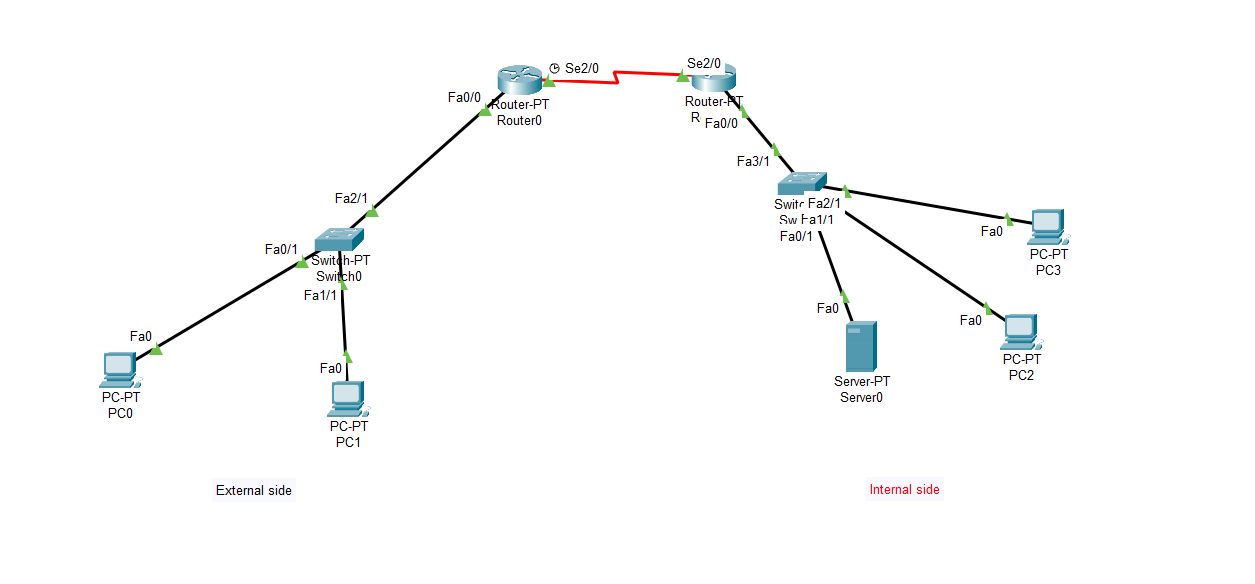 Se2/0
Se2/0
Fa0/0
Router-PT
Router0
Router-PT
Fa0/0
Fa3/1
Fa2/1
Fa2/1
Fa1/1
Fa0/1
Fa0/1
Switch-PT
Switch0
Fa1/1
Fa0
PC-PT
PC3
Fa0
Fa0
PC-PT
PC2
Fa0
PC-PT
PC0
Fa0
PC-PT
PC1
Server-PT
Server0
External side
Internal side